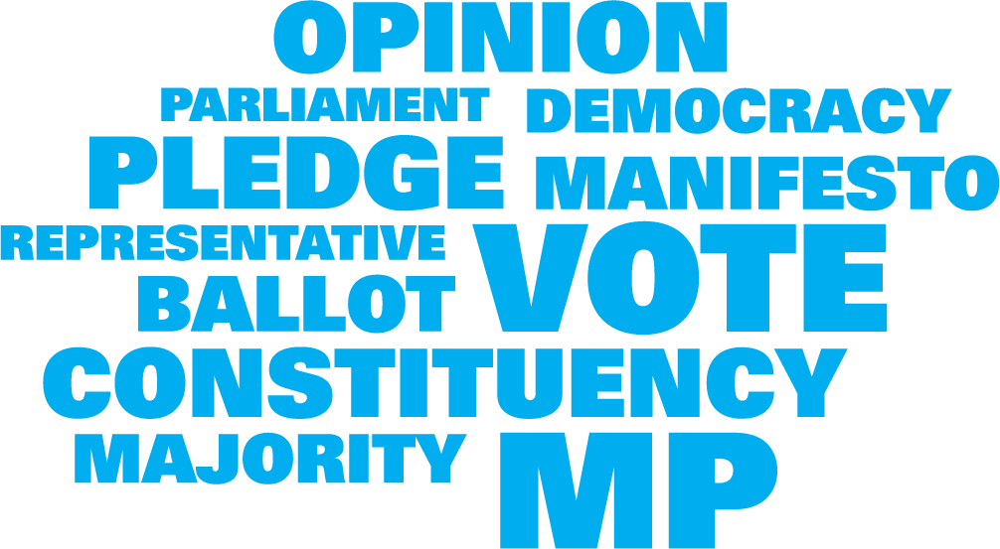 OPINION
PARLIAMENT DEMOCRACY
PLEDGE MANIFESTO
REPRESENTATIVE VOTE
BALLOT
CONSTITUENCY
MAJORITY MP